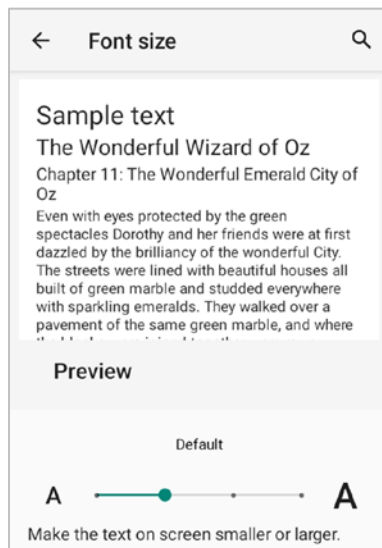 Font size
Sample text
The Wonderful Wizard of Oz
Chapter 11: The Wonderful Emerald City of
Oz
Even with eyes protected by the green
spectacles Dorothy and her friends were at first
dazzled by the brilliancy of the wonderful City.
The streets were lined with beautiful houses all
built of green marble and studded everywhere
with sparkling emeralds. They walked over a
pavement of the same green marble, and where
Preview
Default
A A
Make the text on screen smaller or larger.